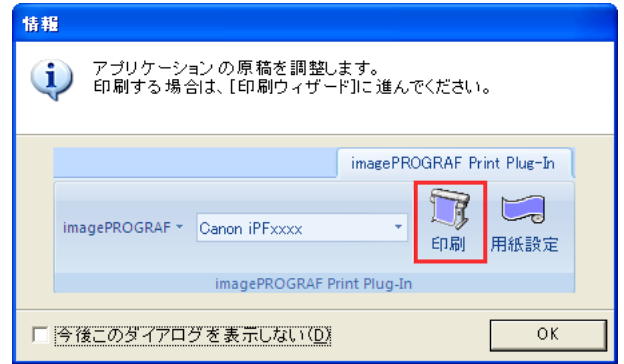 情報
アプリケーションの原稿を調整します。
印刷する場合は、[印刷ウィザード]に進んでください。
imagePROGRAF Print Plug-In
imagePROGRAF
Canon iPFxxxx
印刷
用紙設定
imagePROGRAF Print Plug-In
今後このダイアログを表示しない(D)
OK